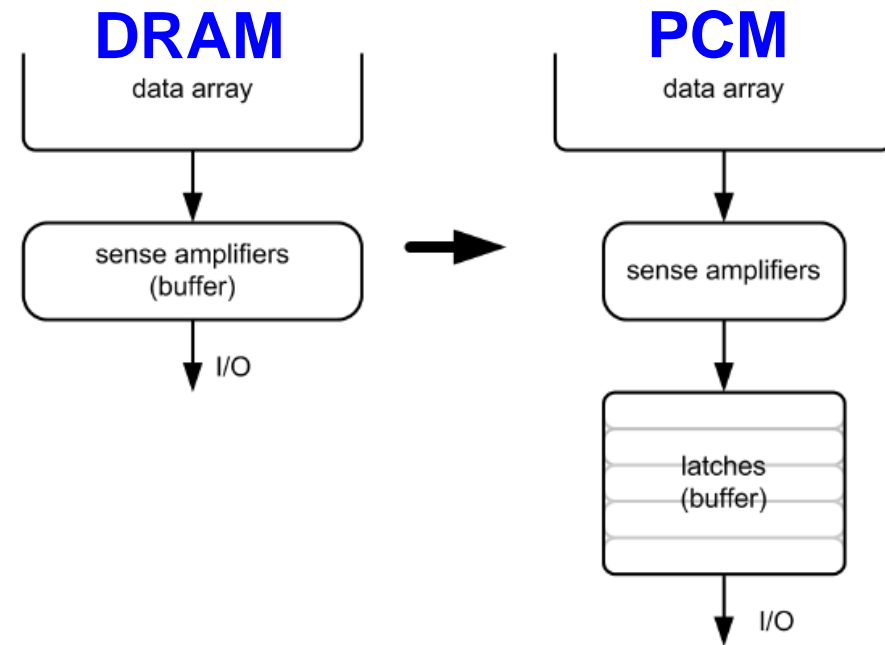 DRAM
data array
sense amplifiers
(buffer)
I/O
PCM
data array
sense amplifiers
latches
(buffer)
I/O